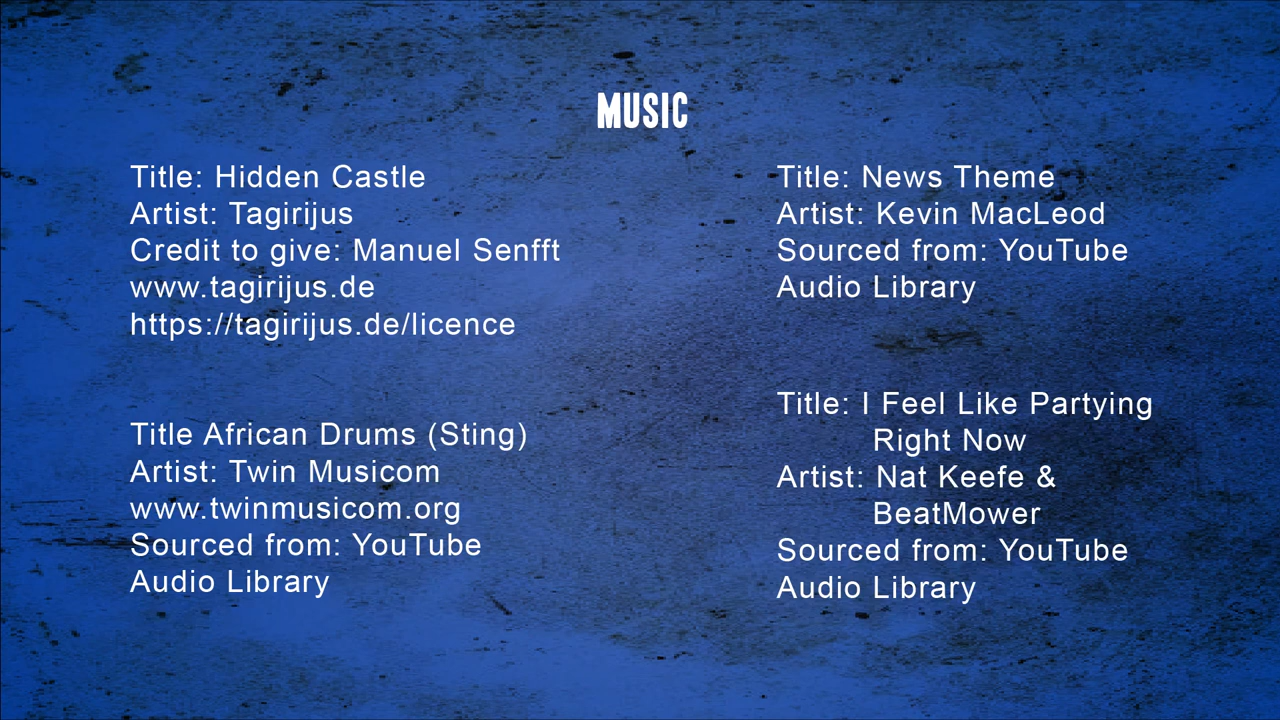 MUSIC
Title: Hidden Castle
Artist: Tagirijus
Credit to give: Manuel Senfft
www.tagirijus.de
https://tagirijus.de/licence
Title African Drums (Sting)
Artist: Twin Musicom
www.twinmusicom.org
Sourced from: YouTube
Audio Library
Title: News Theme
Artist: Kevin MacLeod
Sourced from: YouTube
Audio Library
Title: I Feel Like Partying
Right Now
Artist: Nat Keefe &
BeatMower
Sourced from: YouTube
Audio Library